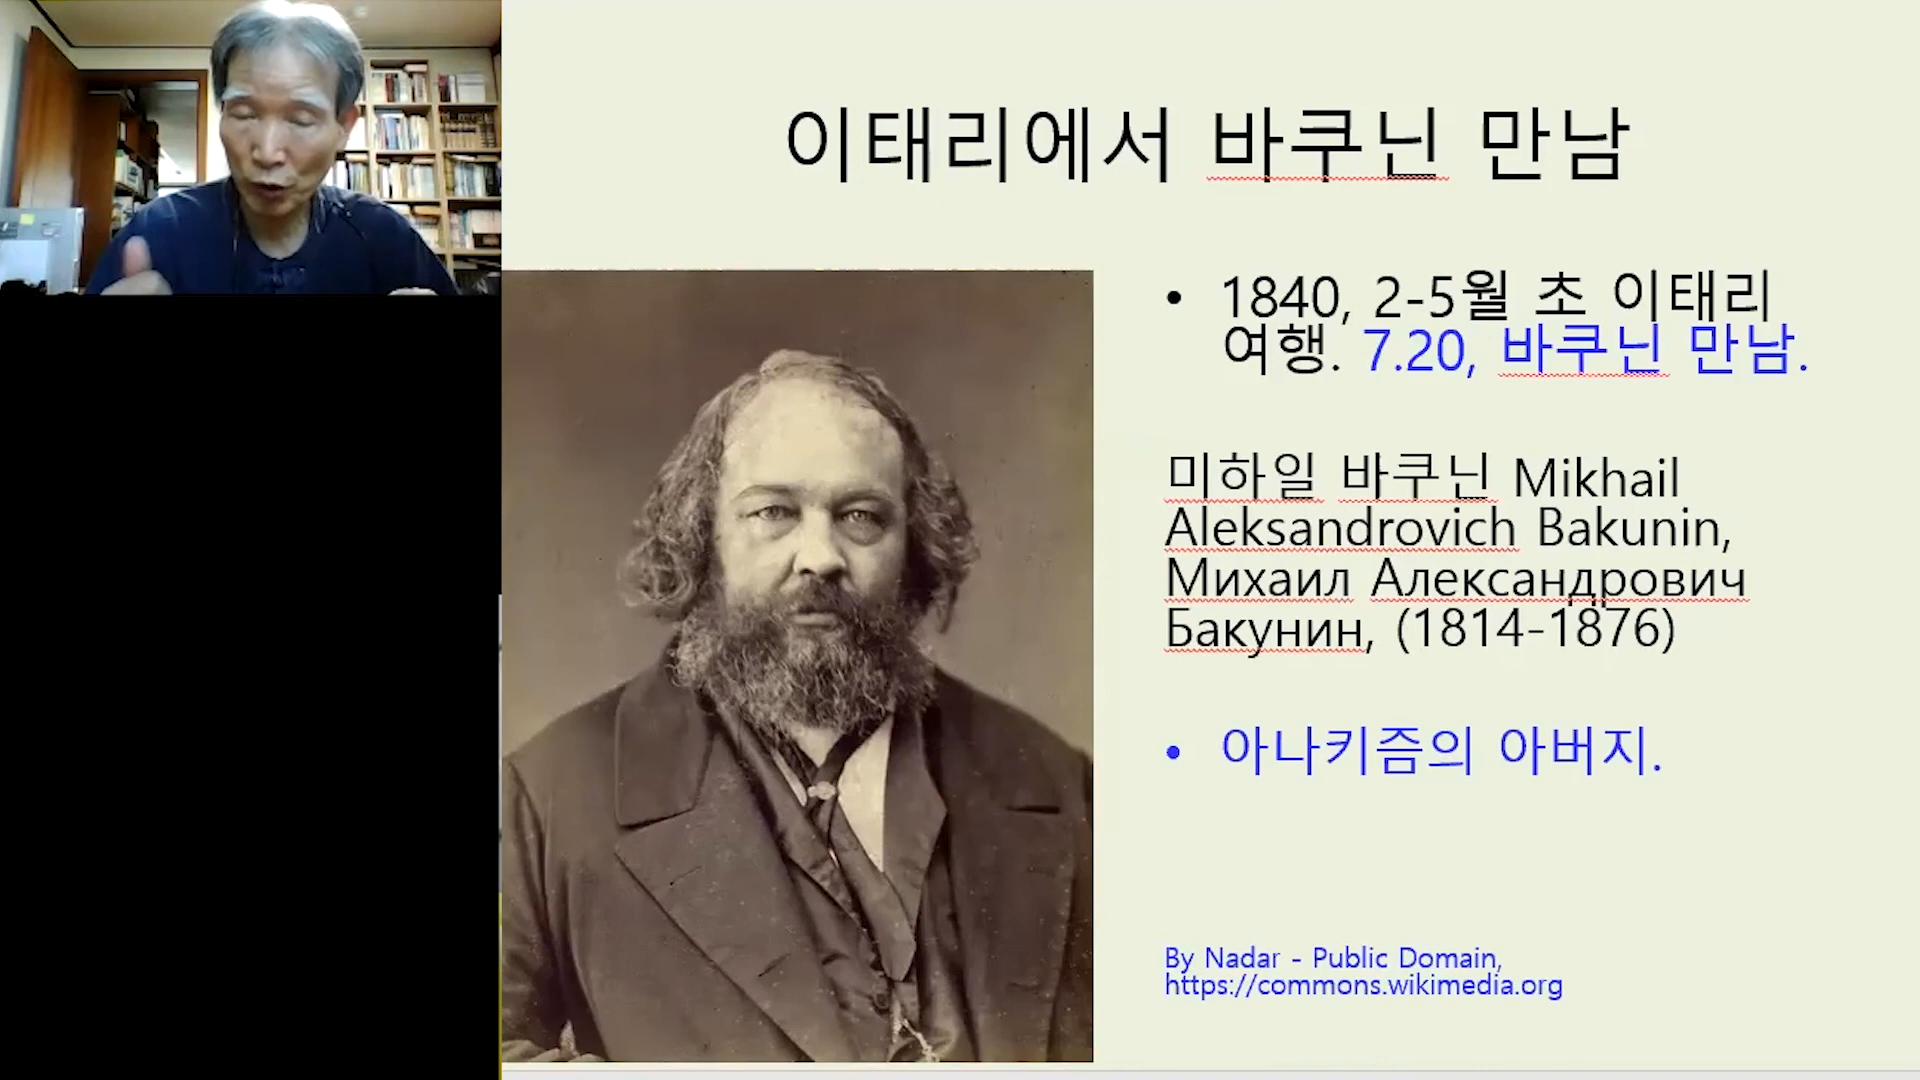 이태리에서 바쿠닌 만남
• 1840, 2-5월 초 이태리
여행. 7.20, 바쿠닌 만남.
미하일 바쿠닌 Mikhail
Aleksandrovich Bakunin,
Михаил Александрович
Бакунин, (1814-1876)
• 아나키즘의 아버지.
By Nadar - Public Domain,
https://commons.wikimedia.org